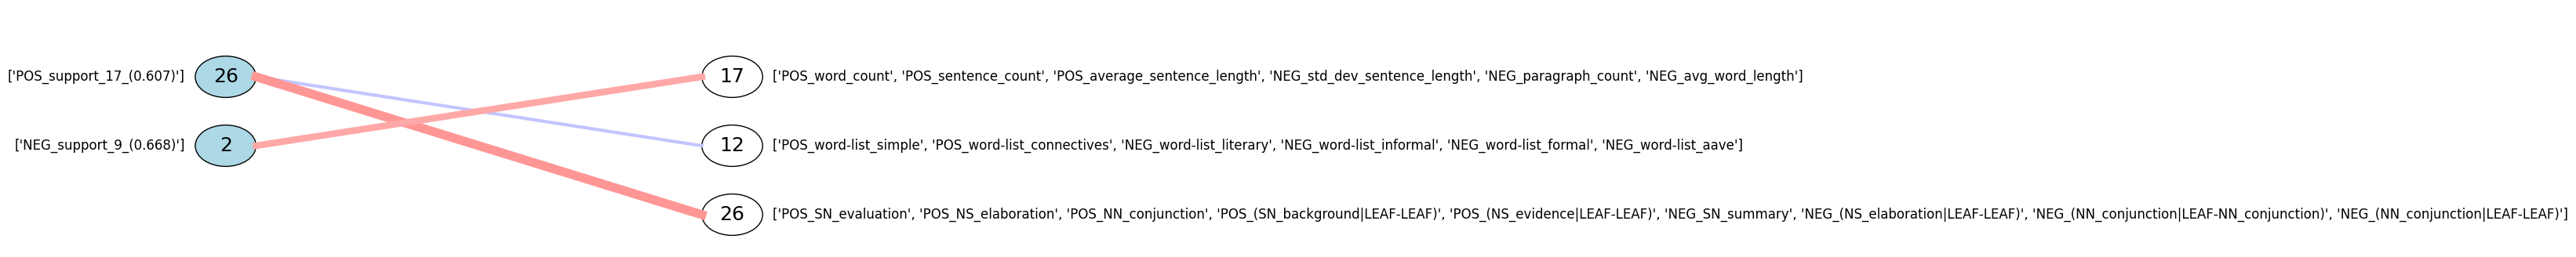 ['POS_support_17_(0.607)'] 26 17 ['POS_word_count', 'POS_sentence_count', 'POS_average_sentence_length', 'NEG_std_dev_sentence_length', 'NEG_paragraph_count', 'NEG_avg_word_length']
['NEG_support_9_(0.668)'] 2 12 ['POS_word-list_simple', 'POS_word-list_connectives', 'NEG_word-list_literary', 'NEG_word-list_informal', 'NEG_word-list_formal', 'NEG_word-list_aave']
26 ['POS_SN_evaluation', 'POS_NS_elaboration', 'POS_NN_conjunction', 'POS_(SN_background|LEAF-LEAF)', 'POS_(NS_evidence|LEAF-LEAF)', 'NEG_SN_summary', 'NEG_(NS_elaboration|LEAF-LEAF)', 'NEG_(NN_conjunction|LEAF-NN_conjunction)', 'NEG_(NN_conjunction|LEAF-LEAF)']